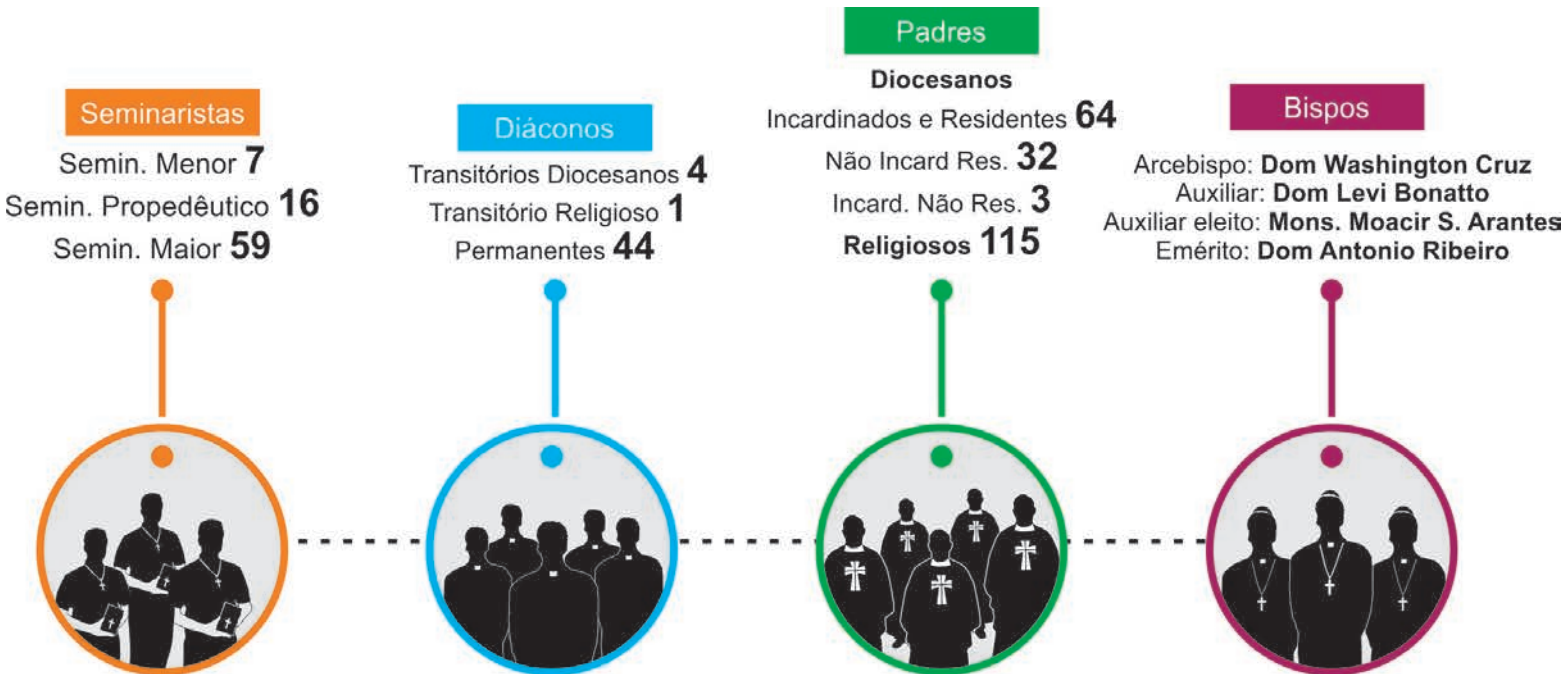 Seminaristas
Semin. Menor 7
Semin. Propedêutico 16
Semin. Maior 59
Diáconos
Transitórios Diocesanos 4
Transitório Religioso 1
Permanentes 44
Padres
Diocesanos
Incardinados e Residentes 64
Não Incard Res. 32
Incard. Não Res. 3
Religiosos 115
Bispos
Arcebispo: Dom Washington Cruz
Auxiliar: Dom Levi Bonatto
Auxiliar eleito: Mons. Moacir S. Arantes
Emérito: Dom Antonio Ribeiro